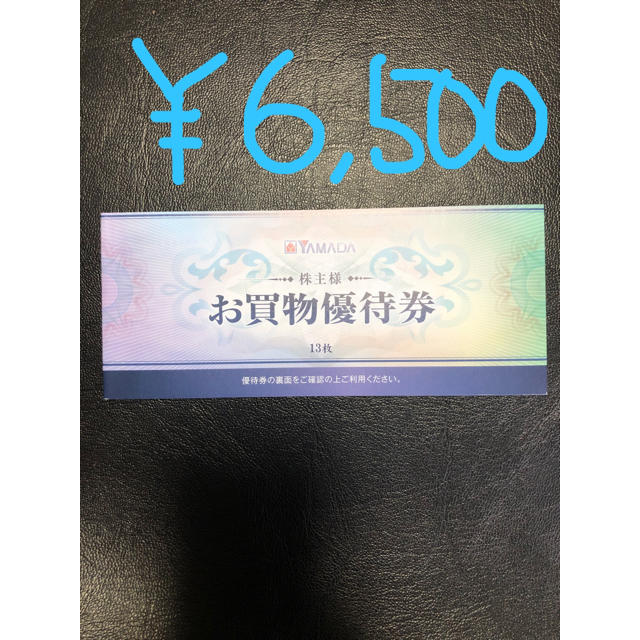 ¥6,500
YAMADA
株主様
お買物優待券
13枚
優待券の裏面をご確認の上ご利用ください。